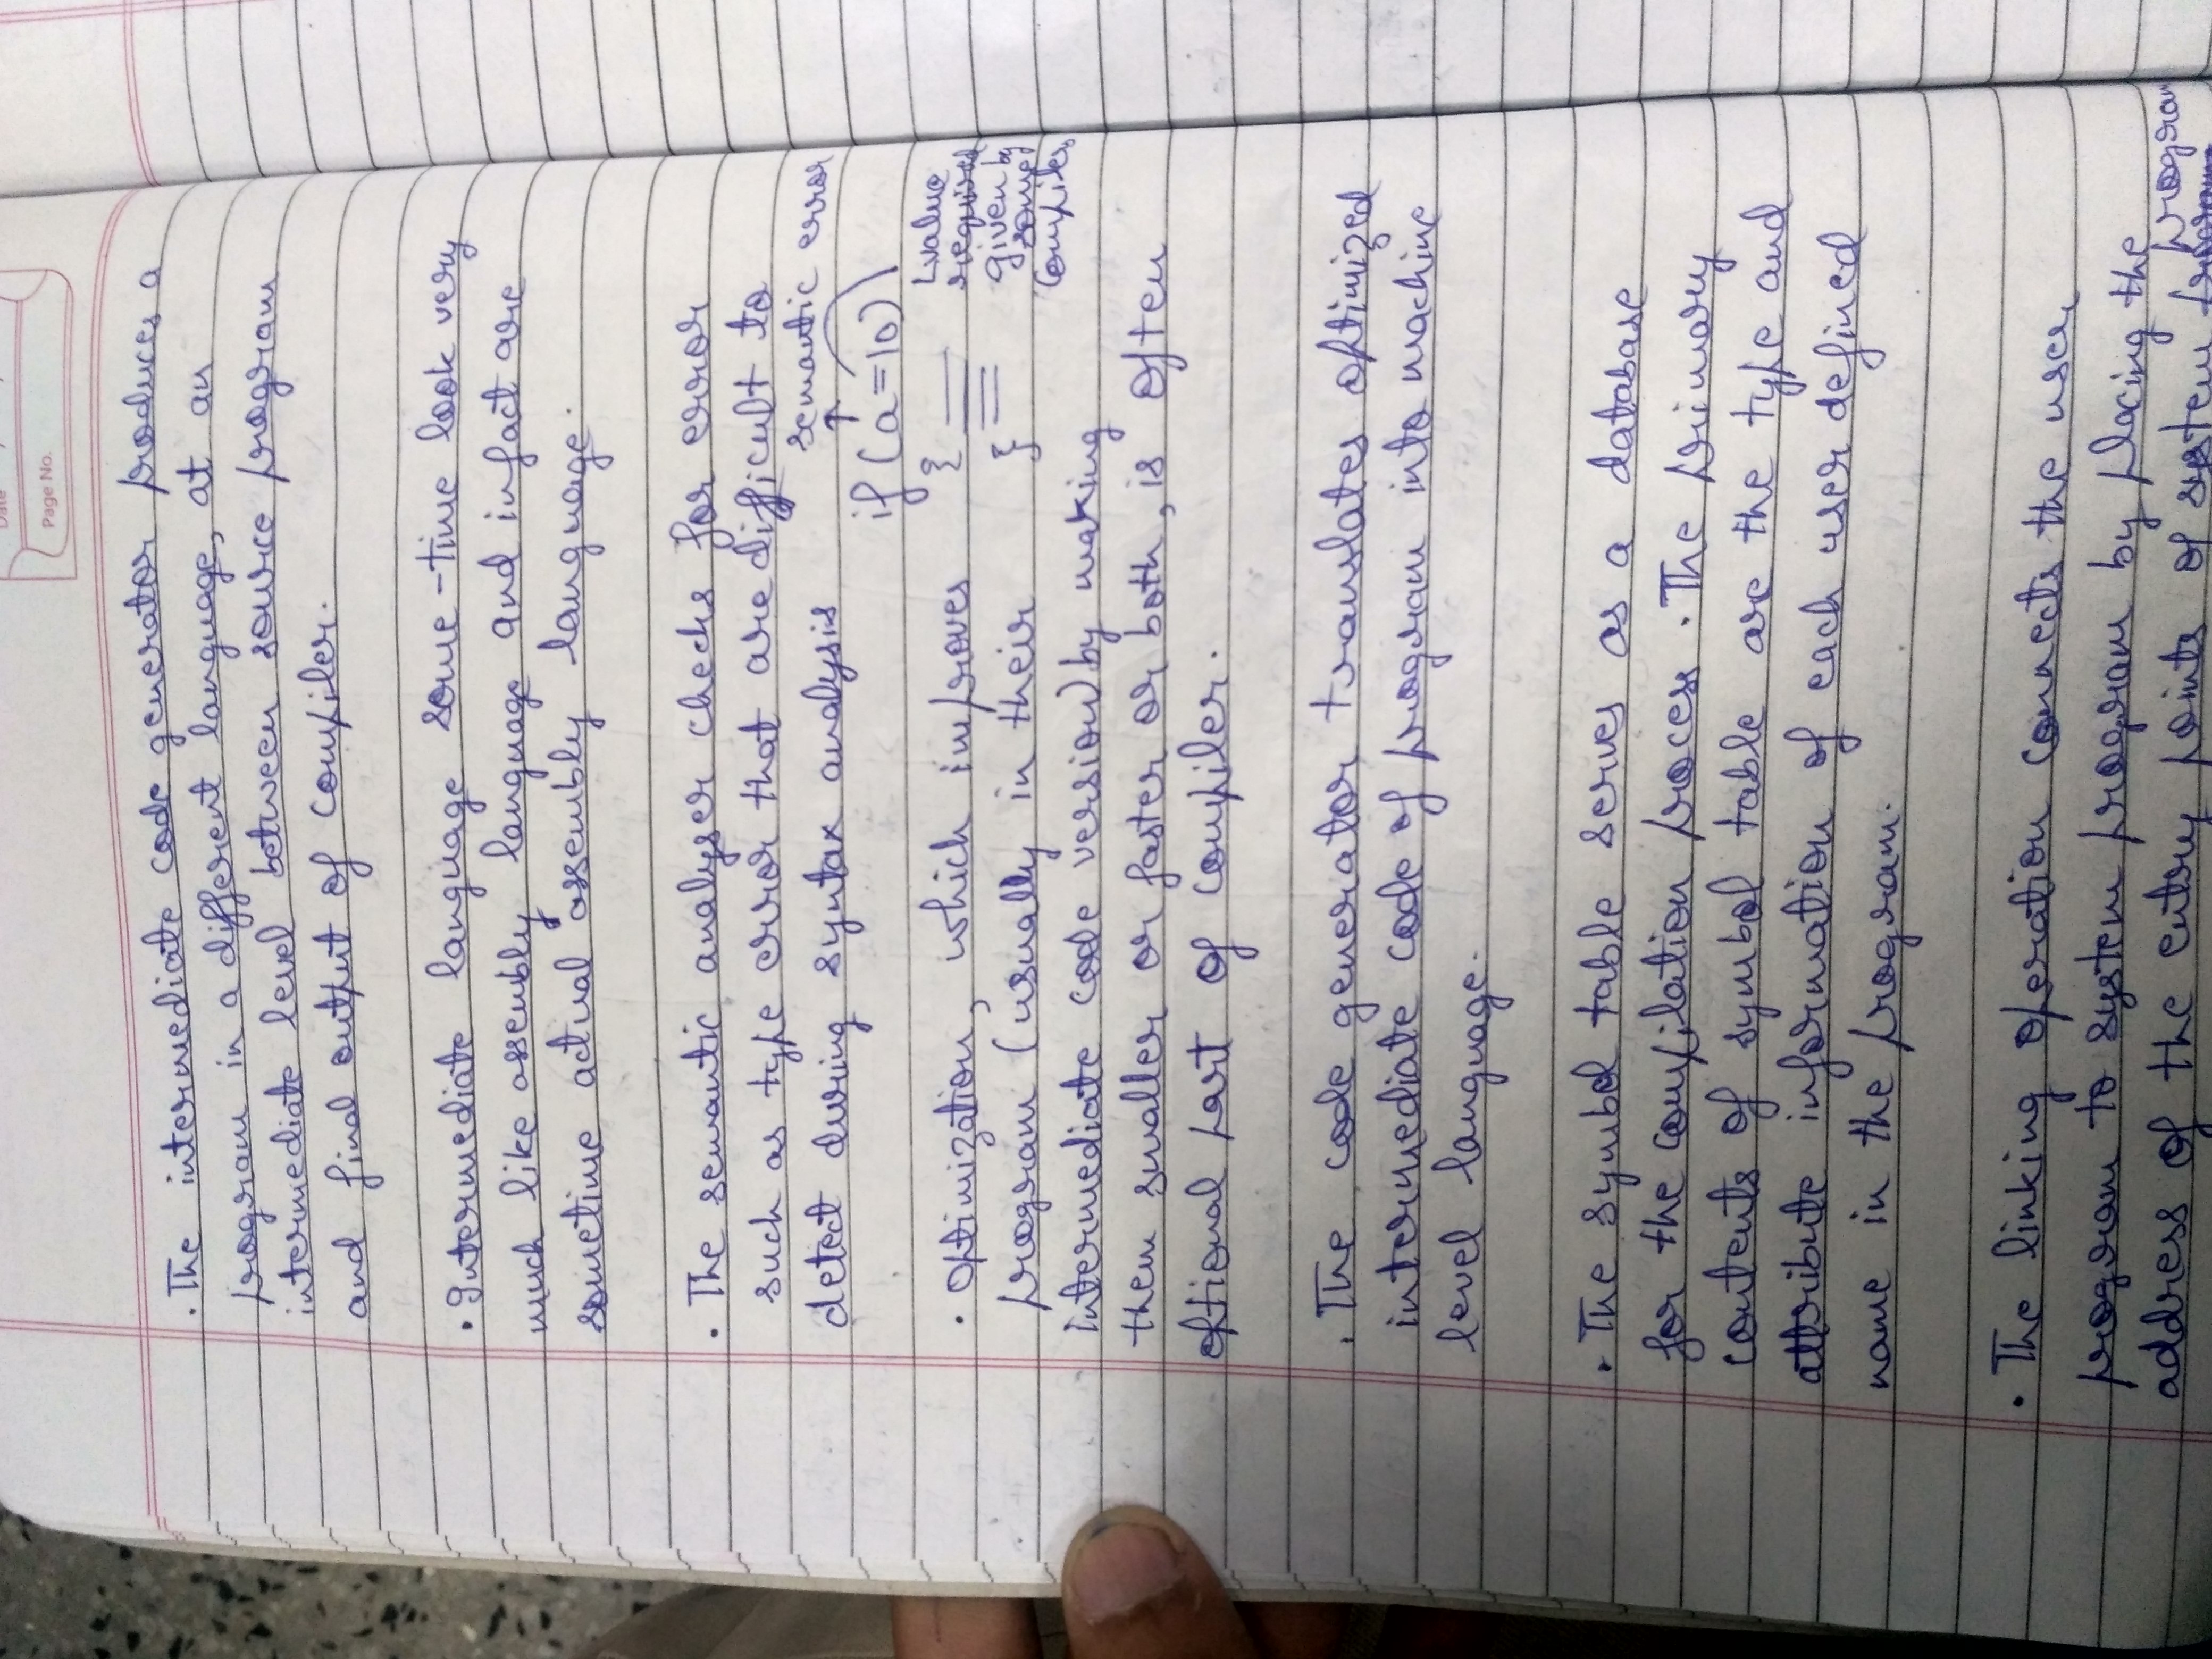 Date
Page No.
. The intermediate code generator produces a
program in a different language, at an
intermediate level between source program
and final output of compiler.
. Intermediate language some-time look very
much like assembly language and infact are
sometime actual assembly language.
. The semantic analyser checks for error
such as type error that are difficult to
detect during syntax analysis
semantic error
if (a=10)
{
}
Lvalue
required
given by
some
compiler
. optimization, which improves
program (usually in their
intermediate code version) by making
them smaller or faster or both, is often
optional part of compiler.
. The code generator translates optimized
intermediate code of program into machine
level language.
. The symbol table serves as a database
for the compilation process. The primary
contents of symbol table are the type and
attribute information of each user defined
name in the program.
. The linking operation connects the user
program to system program by placing the
address of the entry points of system program